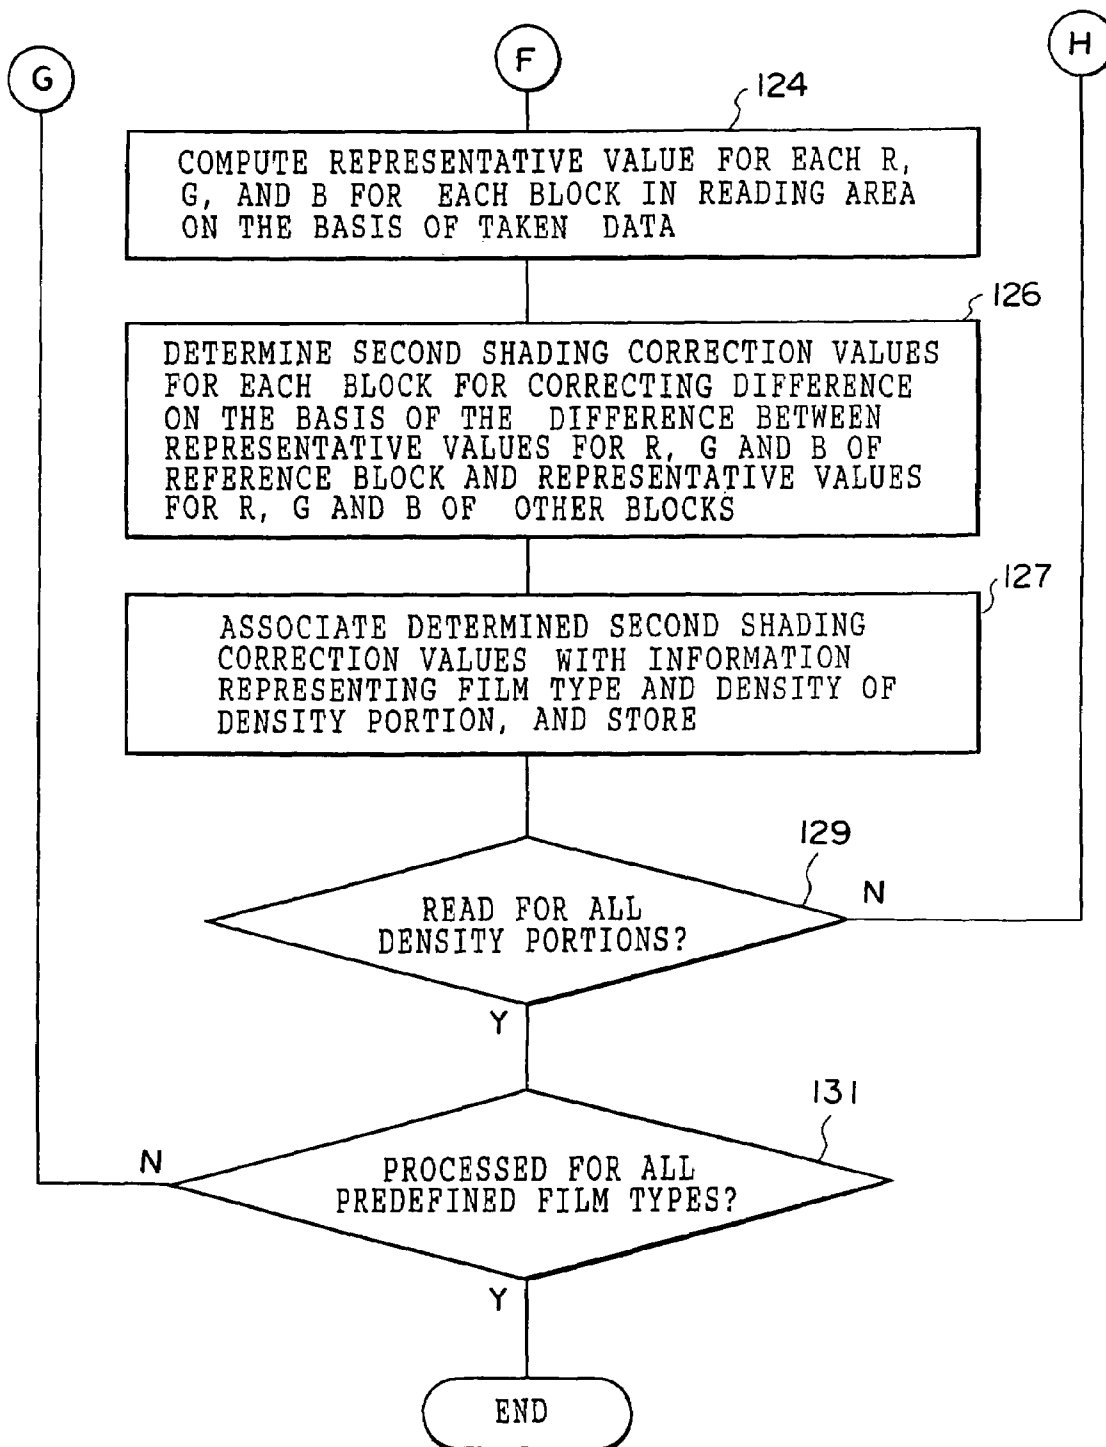 G
F
H
124
COMPUTE REPRESENTATIVE VALUE FOR EACH R,
G, AND B FOR EACH BLOCK IN READING AREA
ON THE BASIS OF TAKEN DATA
126
DETERMINE SECOND SHADING CORRECTION VALUES
FOR EACH BLOCK FOR CORRECTING DIFFERENCE
ON THE BASIS OF THE DIFFERENCE BETWEEN
REPRESENTATIVE VALUES FOR R, G AND B OF
REFERENCE BLOCK AND REPRESENTATIVE VALUES
FOR R, G AND B OF OTHER BLOCKS
127
ASSOCIATE DETERMINED SECOND SHADING
CORRECTION VALUES WITH INFORMATION
REPRESENTING FILM TYPE AND DENSITY OF
DENSITY PORTION, AND STORE
129
READ FOR ALL
DENSITY PORTIONS?
N
Y
131
PROCESSED FOR ALL
PREDEFINED FILM TYPES?
N
Y
END